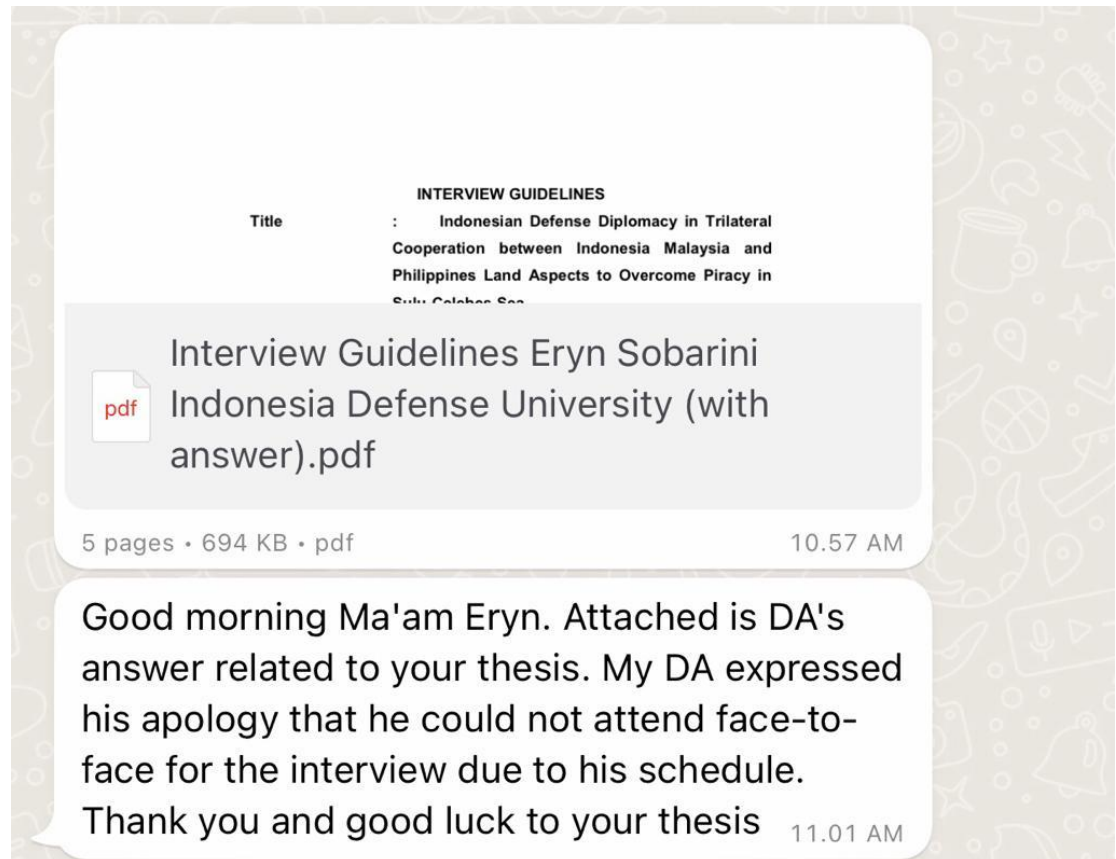 INTERVIEW GUIDELINES
Title : Indonesian Defense Diplomacy in Trilateral
Cooperation between Indonesia Malaysia and
Philippines Land Aspects to Overcome Piracy in
Sulu Celebes Sea
pdf
Interview Guidelines Eryn Sobarini
Indonesia Defense University (with
answer).pdf
5 pages • 694 KB • pdf 10.57 AM
Good morning Ma'am Eryn. Attached is DA's
answer related to your thesis. My DA expressed
his apology that he could not attend face-to-
face for the interview due to his schedule.
Thank you and good luck to your thesis 11.01 AM